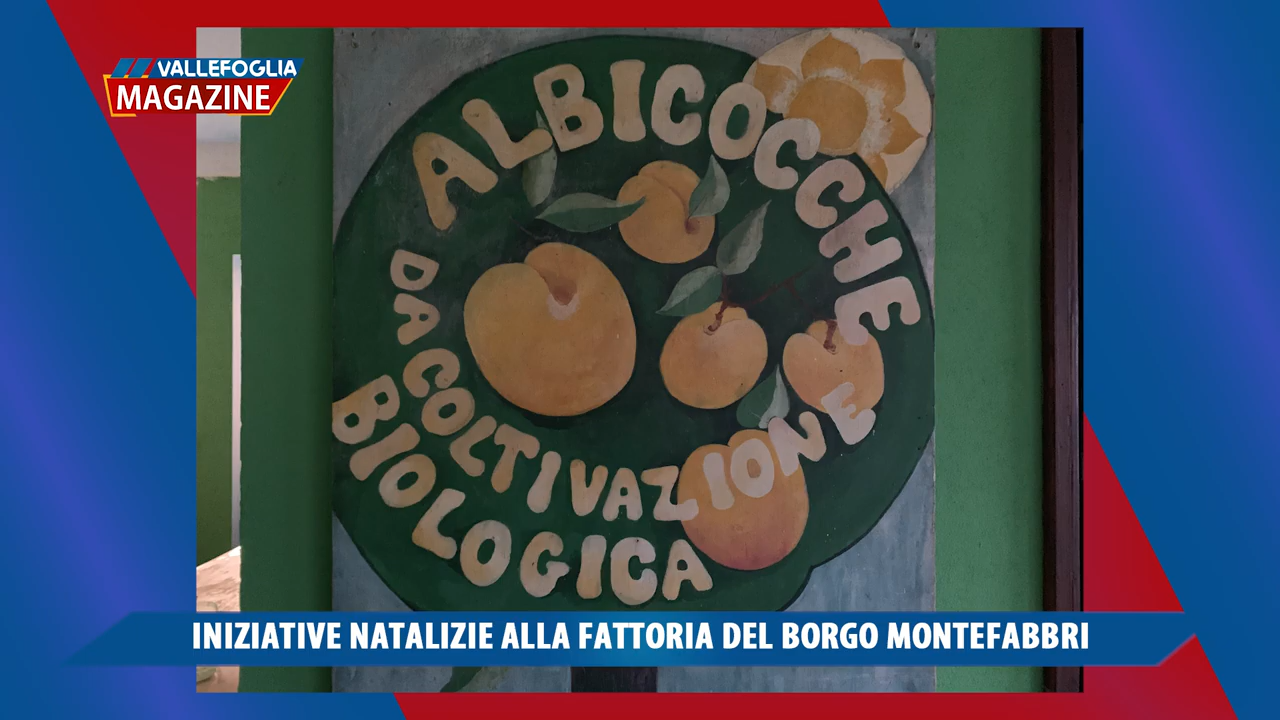 VALLEFOGLIA
MAGAZINE
ALBICOCCHE
DA COLTIVAZIONE
BIOLOGICA
INIZIATIVE NATALIZIE ALLA FATTORIA DEL BORGO MONTEFABBRI